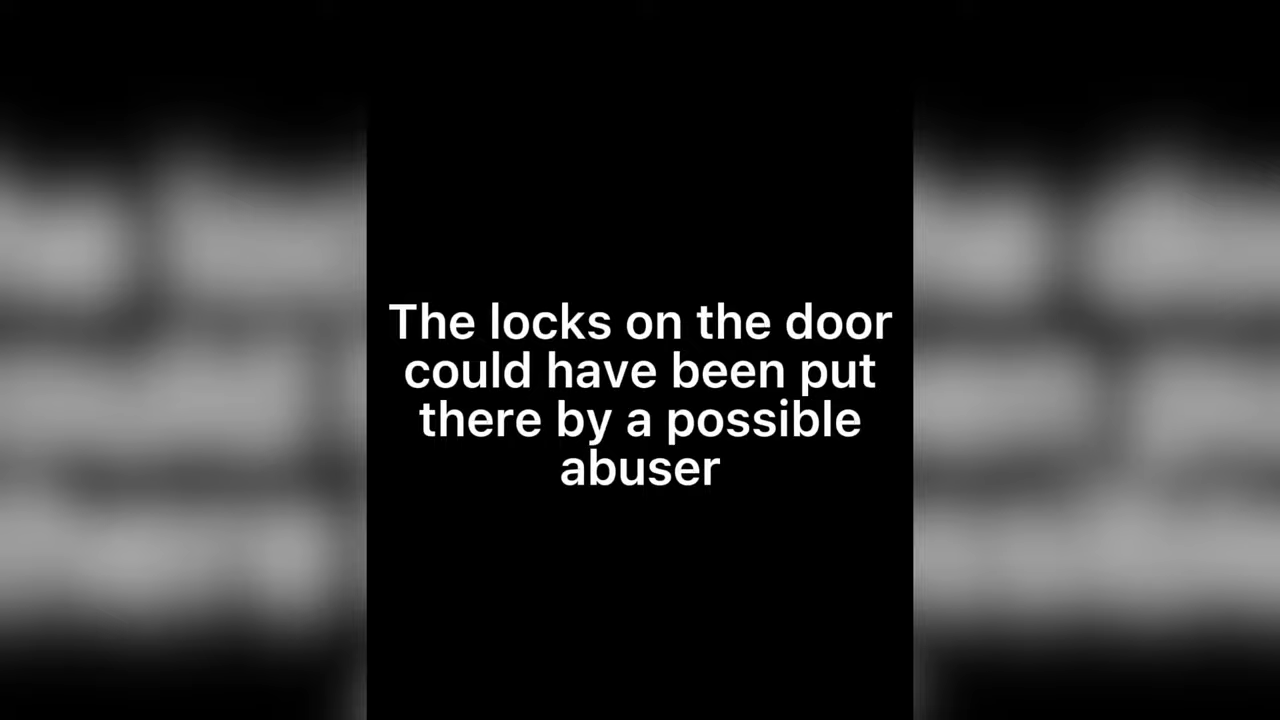 The locks on the door
could have been put
there by a possible
abuser